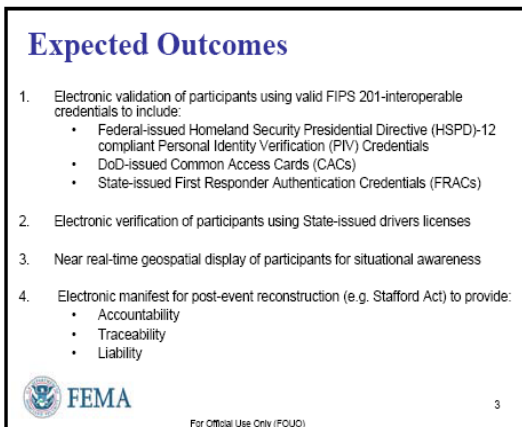 Expected Outcomes
1. Electronic validation of participants using valid FIPS 201-interoperable
credentials to include:
• Federal-issued Homeland Security Presidential Directive (HSPD)-12
compliant Personal Identity Verification (PIV) Credentials
• DoD-issued Common Access Cards (CACs)
• State-issued First Responder Authentication Credentials (FRACs)
2. Electronic verification of participants using State-issued drivers licenses
3. Near real-time geospatial display of participants for situational awareness
4. Electronic manifest for post-event reconstruction (e.g. Stafford Act) to provide:
• Accountability
• Traceability
• Liability
FEMA
3
For Official Use Only (FOUO)